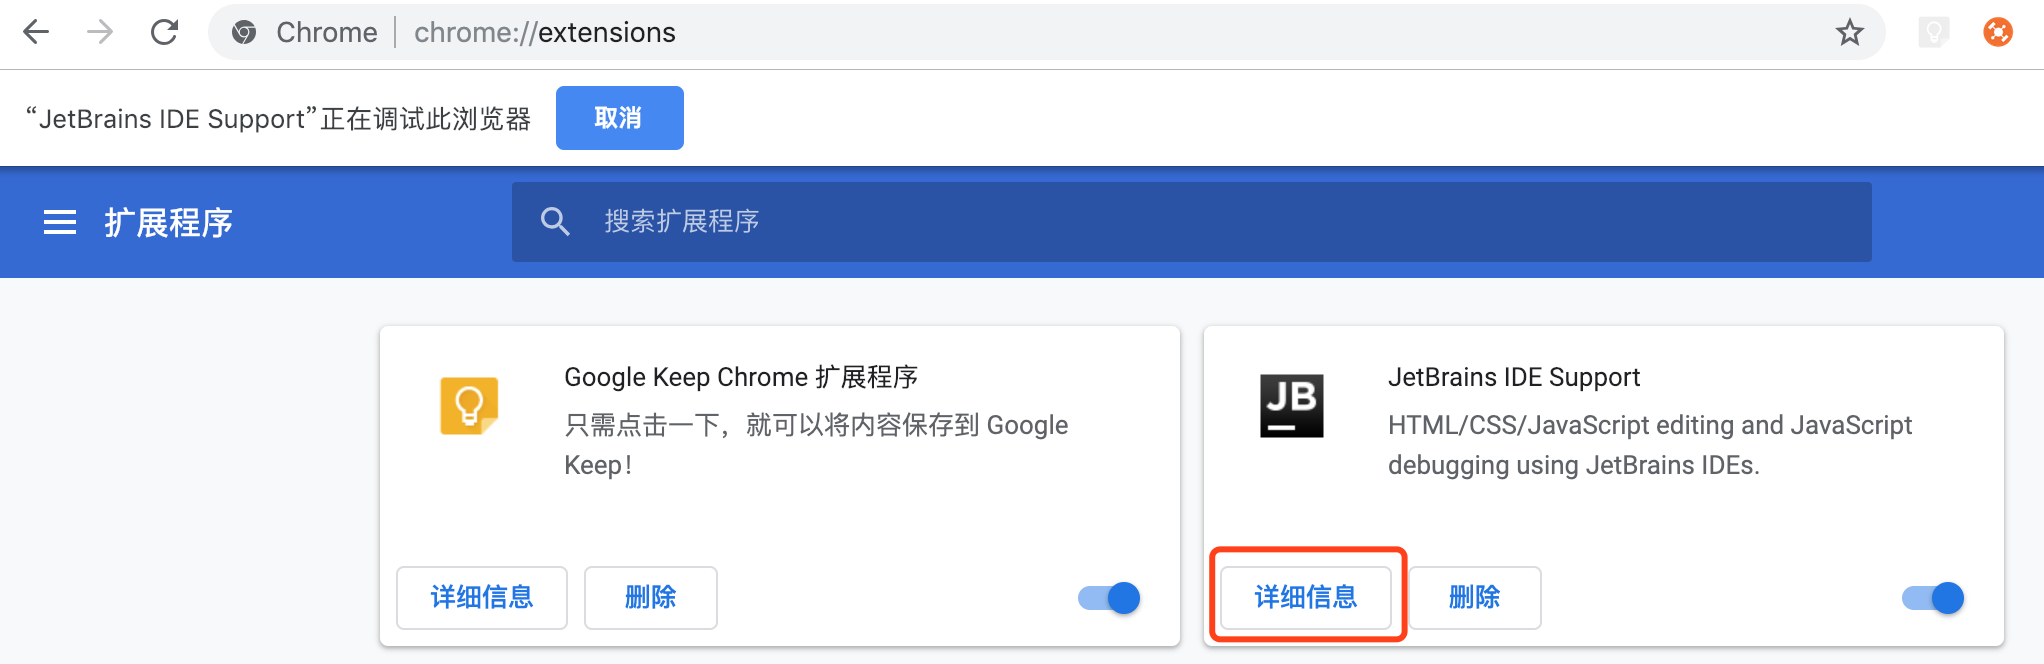 Chrome | chrome://extensions
“JetBrains IDE Support”正在调试此浏览器 取消
扩展程序 搜索扩展程序
Google Keep Chrome 扩展程序
只需点击一下，就可以将内容保存到 Google
Keep！
详细信息 删除
JB
JetBrains IDE Support
HTML/CSS/JavaScript editing and JavaScript
debugging using JetBrains IDEs.
详细信息 删除